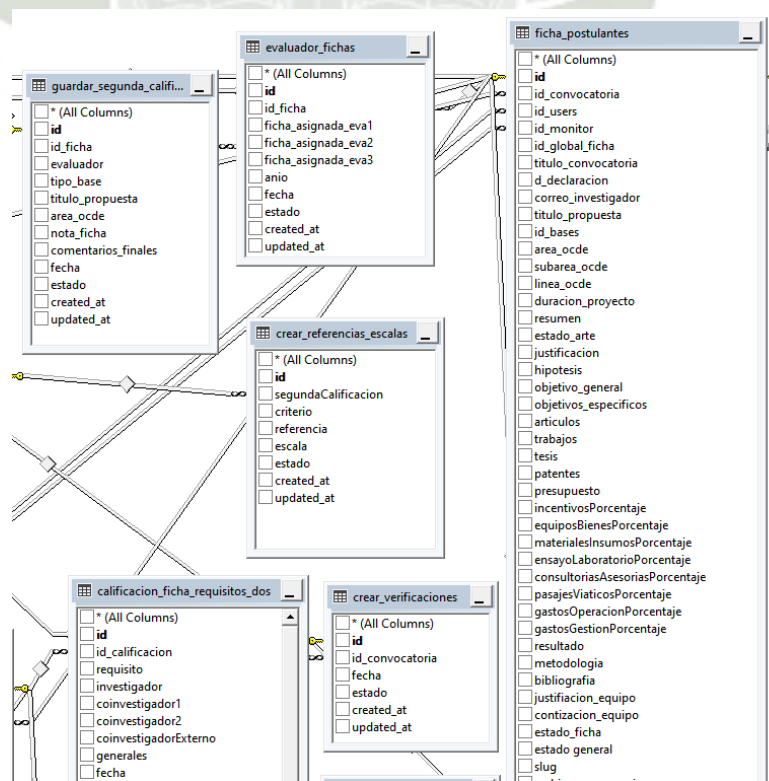 guardar_segunda_califi...
* (All Columns)
id
id_ficha
evaluador
tipo_base
titulo_propuesta
area_ocde
nota_ficha
comentarios_finales
fecha
estado
created_at
updated_at
evaluador_fichas
* (All Columns)
id
id_ficha
ficha_asignada_eva1
ficha_asignada_eva2
ficha_asignada_eva3
anio
fecha
estado
created_at
updated_at
crear_referencias_escalas
* (All Columns)
id
segundaCalificacion
criterio
referencia
escala
estado
created_at
updated_at
calificacion_ficha_requisitos_dos
* (All Columns)
id
id_calificacion
requisito
investigador
coinvestigador1
coinvestigador2
coinvestigadorExterno
generales
fecha
crear_verificaciones
* (All Columns)
id
id_convocatoria
fecha
estado
created_at
updated_at
ficha_postulantes
* (All Columns)
id
id_convocatoria
id_users
id_monitor
id_global_ficha
titulo_convocatoria
d_declaracion
correo_investigador
titulo_propuesta
id_bases
area_ocde
subarea_ocde
linea_ocde
duracion_proyecto
resumen
estado_arte
justificacion
hipotesis
objetivo_general
objetivos_especificos
articulos
trabajos
tesis
patentes
presupuesto
incentivosPorcentaje
equiposBienesPorcentaje
materialesInsumosPorcentaje
ensayoLaboratorioPorcentaje
consultoriasAsesoriasPorcentaje
pasajesViaticosPorcentaje
gastosOperacionPorcentaje
gastosGestionPorcentaje
resultado
metodologia
bibliografia
justifiacion_equipo
contizacion_equipo
estado_ficha
estado general
slug